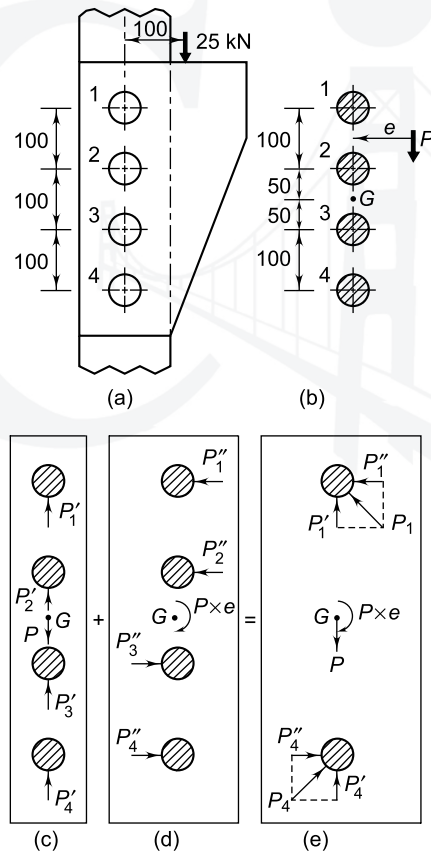 100
25 kN
1
100
2
100
3
100
4
(a)
1
100
e
P
2
50
G
50
3
100
4
(b)
P′₁
P′₂
G
P
P′₃
P′₄
(c)
+
P″₁
P″₂
G
P×e
P″₃
P″₄
(d)
=
P″₁
P′₁
P₁
G
P×e
P
P″₄
P₄
P′₄
(e)